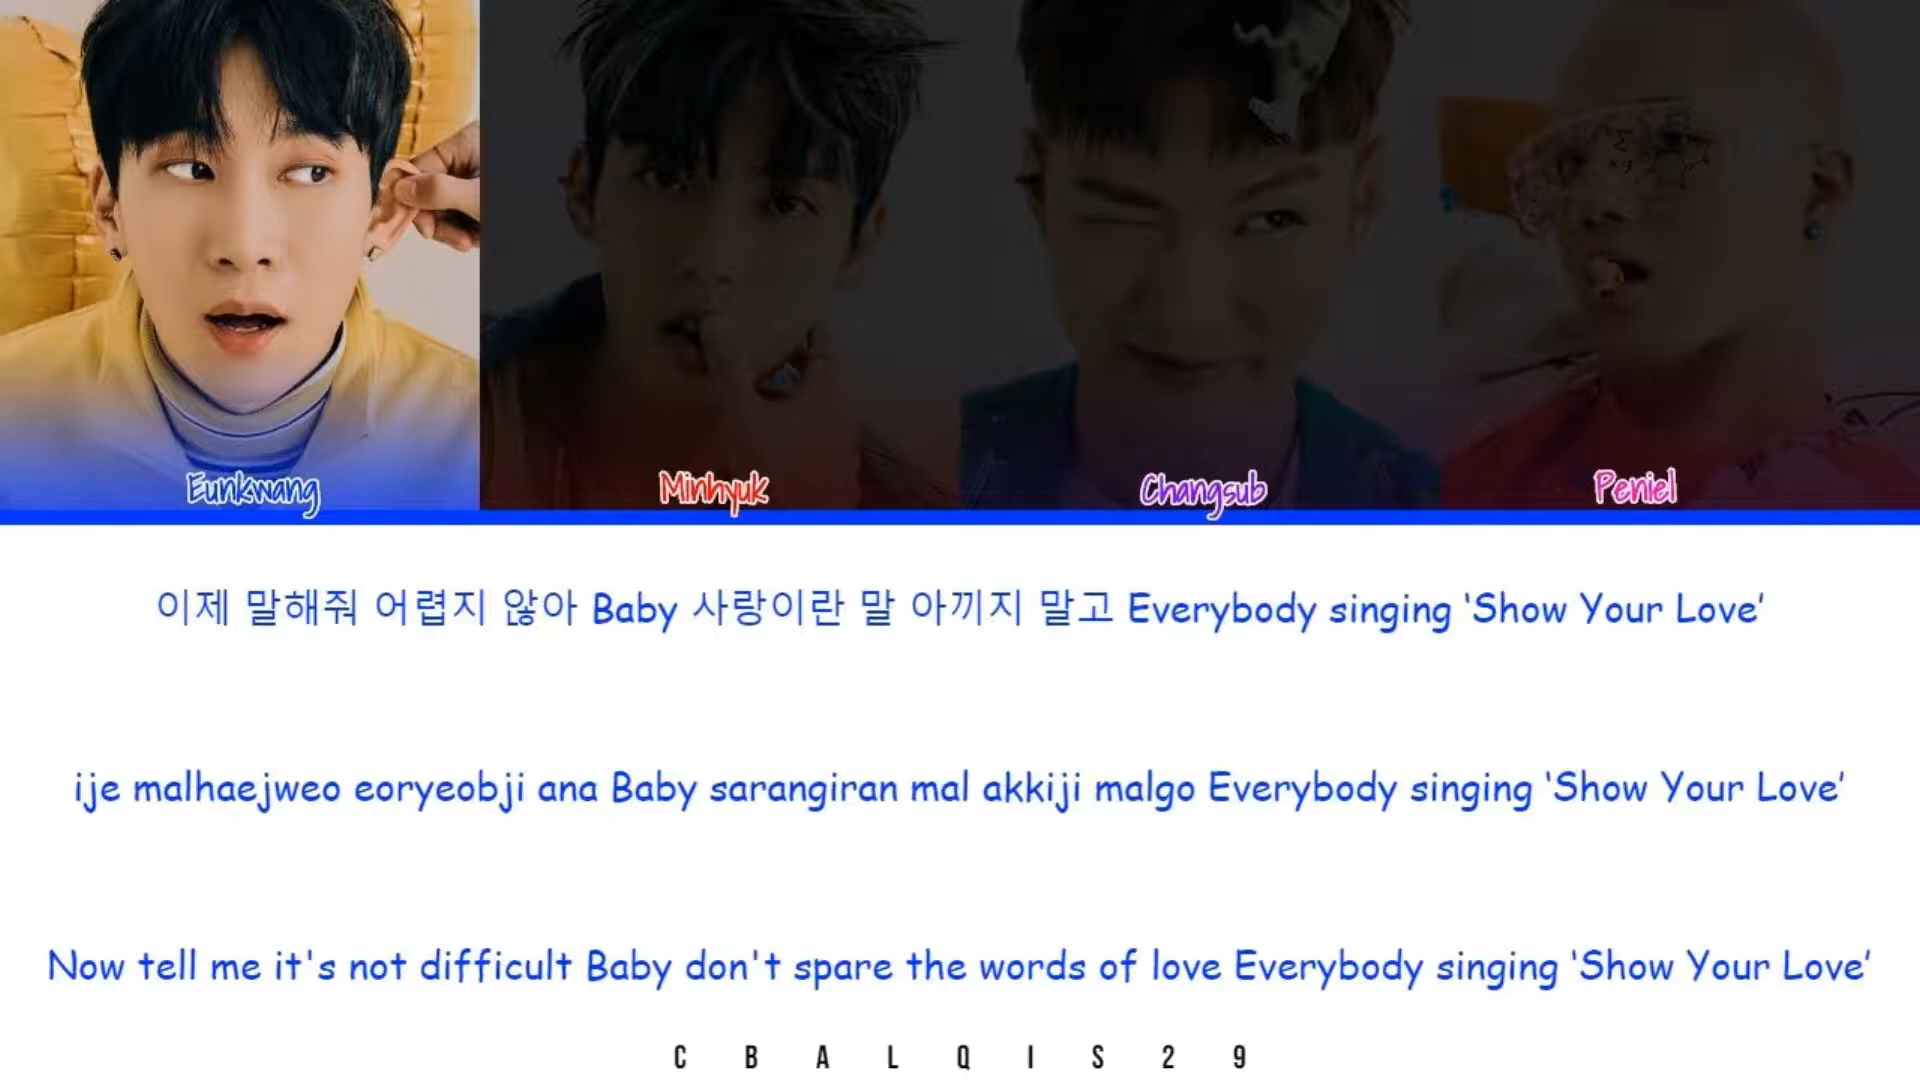 Eunkwang Minhyuk Changsub Peniel
이제 말해줘 어렵지 않아 Baby 사랑이란 말 아끼지 말고 Everybody singing ‘Show Your Love’
ije malhaejweo eoryeobji ana Baby sarangiran mal akkiji malgo Everybody singing ‘Show Your Love’
Now tell me it's not difficult Baby don't spare the words of love Everybody singing ‘Show Your Love’
CBALQIS29